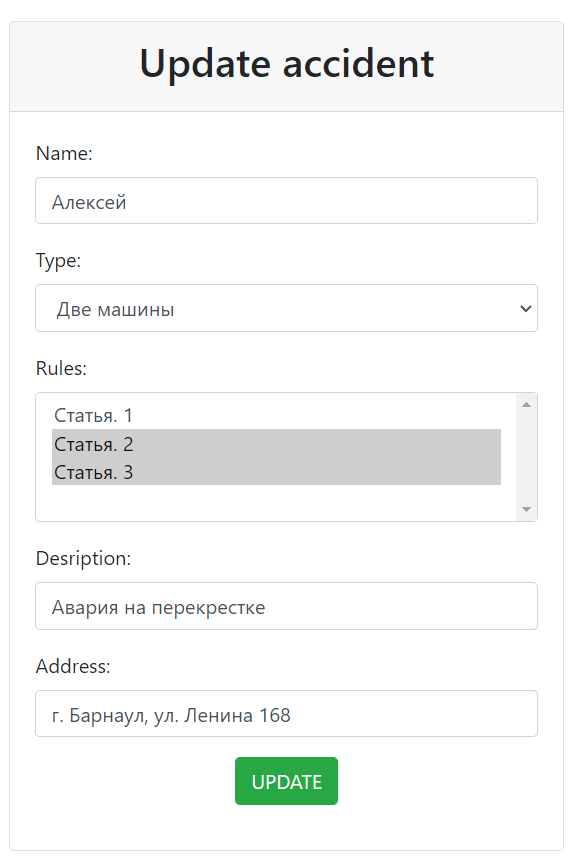 Update accident
Name:
Алексей
Type:
Две машины
Rules:
Статья. 1
Статья. 2
Статья. 3
Desription:
Авария на перекрестке
Address:
г. Барнаул, ул. Ленина 168
UPDATE